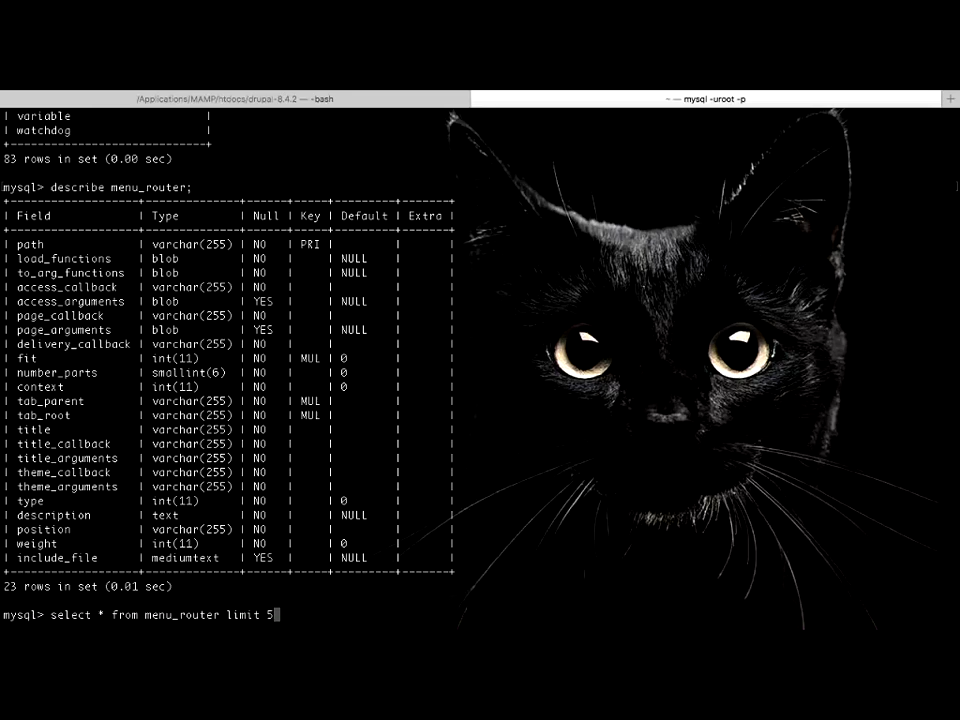 /Applications/MAMP/htdocs/drupal-8.4.2 — -bash
~ — mysql -uroot -p
+
| variable |
| watchdog |
+-----------------------------+
83 rows in set (0.00 sec)
mysql> describe menu_router;
+-------------------+--------------+------+-----+---------+-------+
| Field | Type | Null | Key | Default | Extra |
+-------------------+--------------+------+-----+---------+-------+
| path | varchar(255) | NO | PRI | | |
| load_functions | blob | NO | | NULL | |
| to_arg_functions | blob | NO | | NULL | |
| access_callback | varchar(255) | NO | | | |
| access_arguments | blob | YES | | NULL | |
| page_callback | varchar(255) | NO | | | |
| page_arguments | blob | YES | | NULL | |
| delivery_callback | varchar(255) | NO | | | |
| fit | int(11) | NO | MUL | 0 | |
| number_parts | smallint(6) | NO | | 0 | |
| context | int(11) | NO | | 0 | |
| tab_parent | varchar(255) | NO | MUL | | |
| tab_root | varchar(255) | NO | MUL | | |
| title | varchar(255) | NO | | | |
| title_callback | varchar(255) | NO | | | |
| title_arguments | varchar(255) | NO | | | |
| theme_callback | varchar(255) | NO | | | |
| theme_arguments | varchar(255) | NO | | | |
| type | int(11) | NO | | 0 | |
| description | text | NO | | NULL | |
| position | varchar(255) | NO | | | |
| weight | int(11) | NO | | 0 | |
| include_file | mediumtext | YES | | NULL | |
+-------------------+--------------+------+-----+---------+-------+
23 rows in set (0.01 sec)
mysql> select * from menu_router limit 5